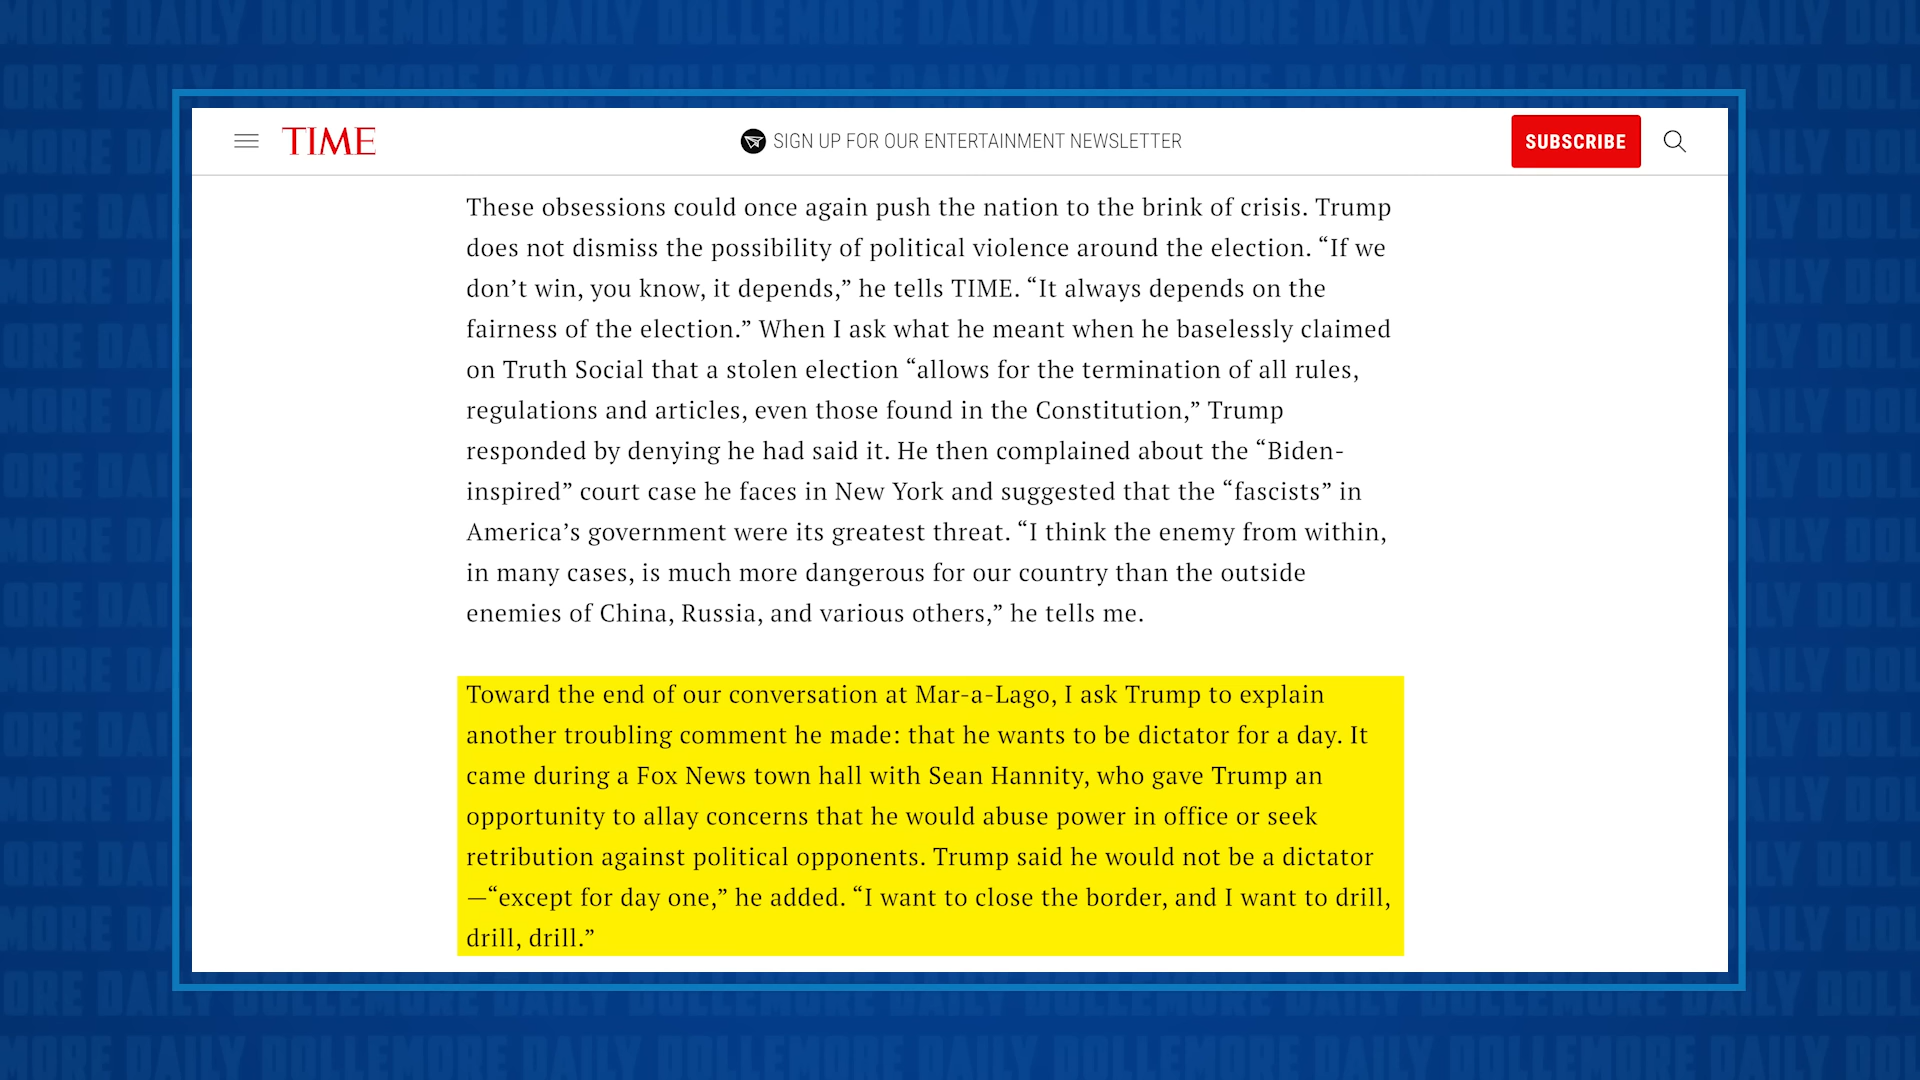 MORE DAILY DOLLEMORE DAILY DOLLEMORE DAILY DOLLEMORE DAILY DOLLEMORE DAILY
TIME
SIGN UP FOR OUR ENTERTAINMENT NEWSLETTER
SUBSCRIBE
These obsessions could once again push the nation to the brink of crisis. Trump
does not dismiss the possibility of political violence around the election. “If we
don’t win, you know, it depends,” he tells TIME. “It always depends on the
fairness of the election.” When I ask what he meant when he baselessly claimed
on Truth Social that a stolen election “allows for the termination of all rules,
regulations and articles, even those found in the Constitution,” Trump
responded by denying he had said it. He then complained about the “Biden-
inspired” court case he faces in New York and suggested that the “fascists” in
America’s government were its greatest threat. “I think the enemy from within,
in many cases, is much more dangerous for our country than the outside
enemies of China, Russia, and various others,” he tells me.
Toward the end of our conversation at Mar-a-Lago, I ask Trump to explain
another troubling comment he made: that he wants to be dictator for a day. It
came during a Fox News town hall with Sean Hannity, who gave Trump an
opportunity to allay concerns that he would abuse power in office or seek
retribution against political opponents. Trump said he would not be a dictator
—“except for day one,” he added. “I want to close the border, and I want to drill,
drill, drill.”